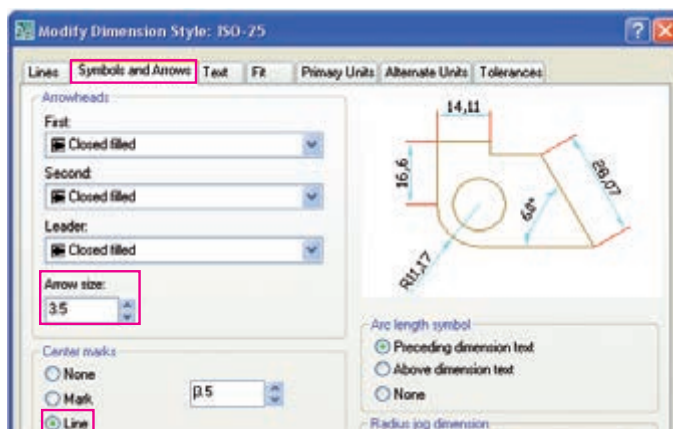 Modify Dimension Style: ISO-25
Lines Symbols and Arrows Text Fit Primary Units Alternate Units Tolerances
Arrowheads
First:
Closed filled
Second:
Closed filled
Leader:
Closed filled
Arrow size:
3.5
Center marks
None
Mark
Line
3.5
14,11
16,6
28,07
60°
R11,17
Arc length symbol
Preceding dimension text
Above dimension text
None
Radius jog dimension